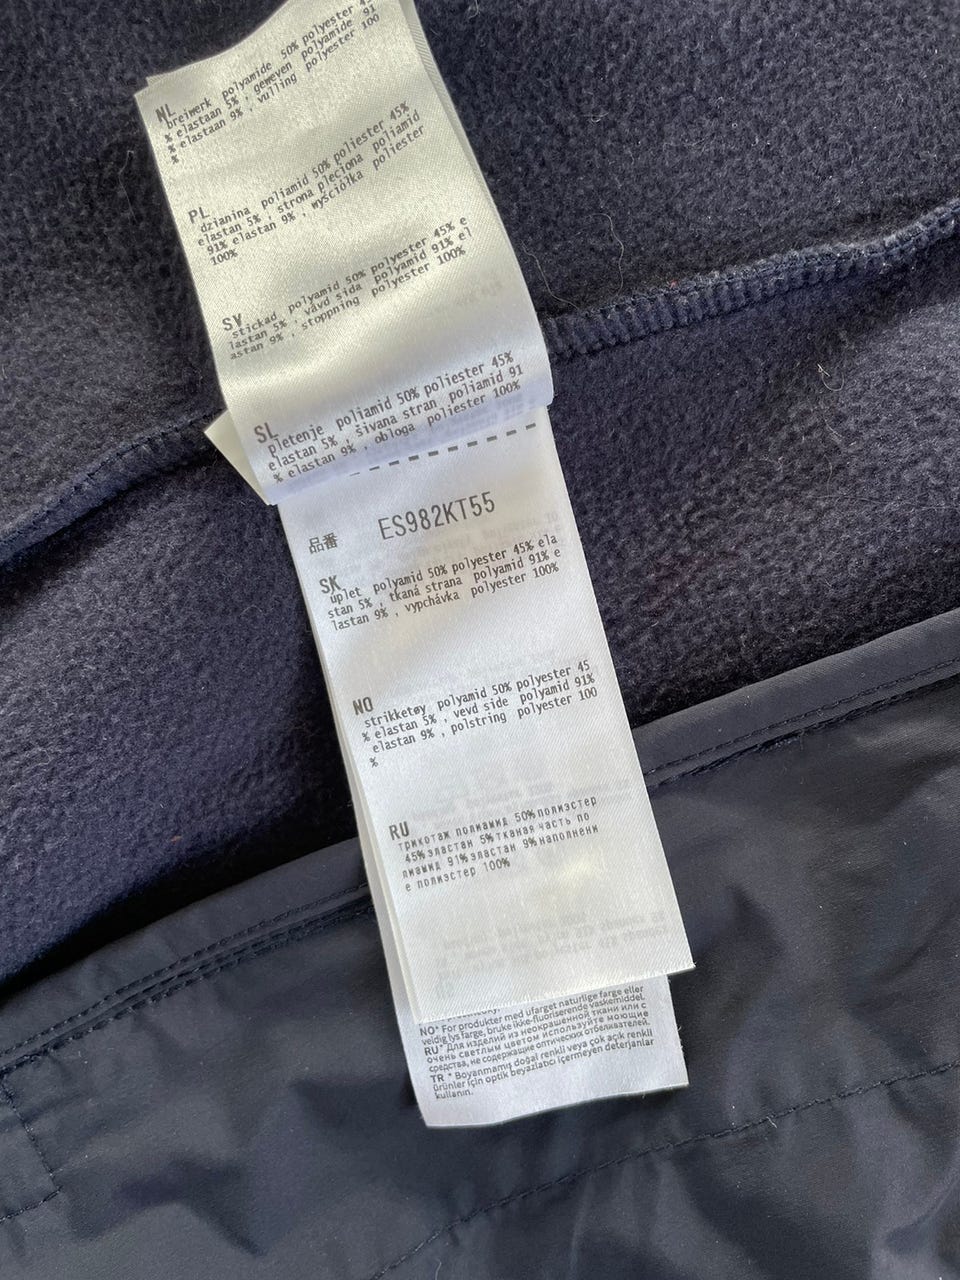 NL
breiwerk polyamide 50% polyester 4
% elastaan 5% , geweven polyamide 91
% elastaan 9% , vulling polyester 100
%
PL
dzianina poliamid 50% poliester 45%
elastan 5% , strona pleciona poliamid
91% elastan 9% , wyściółka poliester
100%
SV
stickad polyamid 50% polyester 45% e
lastan 5% , vävd sida polyamid 91% el
astan 9% , stoppning polyester 100%
SL
pletenje poliamid 50% poliester 45%
elastan 5% , šivana stran poliamid 91
% elastan 9% , obloga poliester 100%
品番 ES982KT55
SK
úplet polyamid 50% polyester 45% ela
stan 5% , tkaná strana polyamid 91% e
lastan 9% , vypchávka polyester 100%
NO
strikketøy polyamid 50% polyester 45
% elastan 5% , vevd side polyamid 91%
elastan 9% , polstring polyester 100
%
RU
трикотаж полиамид 50% полиэстер
45% эластан 5% тканая часть по
лиамид 91% эластан 9% наполнени
е полиэстер 100%
NO* For produkter med ufarget naturlige farge eller
veldig lys farge, bruke ikke-fluoriserende vaskemiddel.
RU* Для изделий из неокрашенной ткани или с
очень светлым цветом используйте моющие
средства, не содержащие оптических отбеливателей.
TR * Boyanmamış doğal renkli veya çok açık renkli
ürünler için optik beyazlatıcı içermeyen deterjanlar
kullanın.